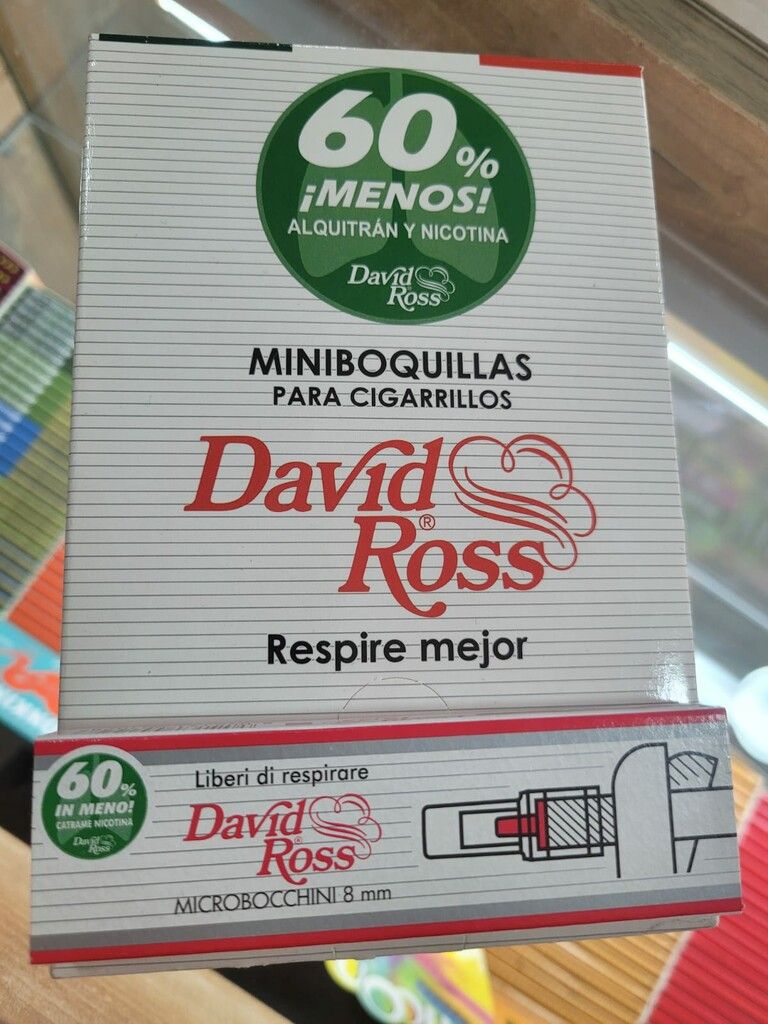 60%
¡MENOS!
ALQUITRÁN Y NICOTINA
David
Ross
MINIBOQUILLAS
PARA CIGARRILLOS
David
Ross®
Respire mejor
60%
IN MENO!
CATRAME NICOTINA
David
Ross
Liberi di respirare
David
Ross
MICROBOCCHINI 8 mm